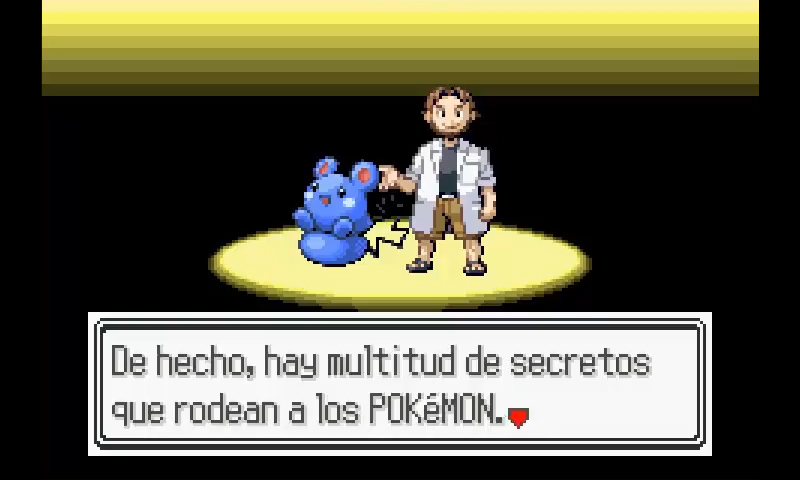 De hecho, hay multitud de secretos
que rodean a los POKéMON.